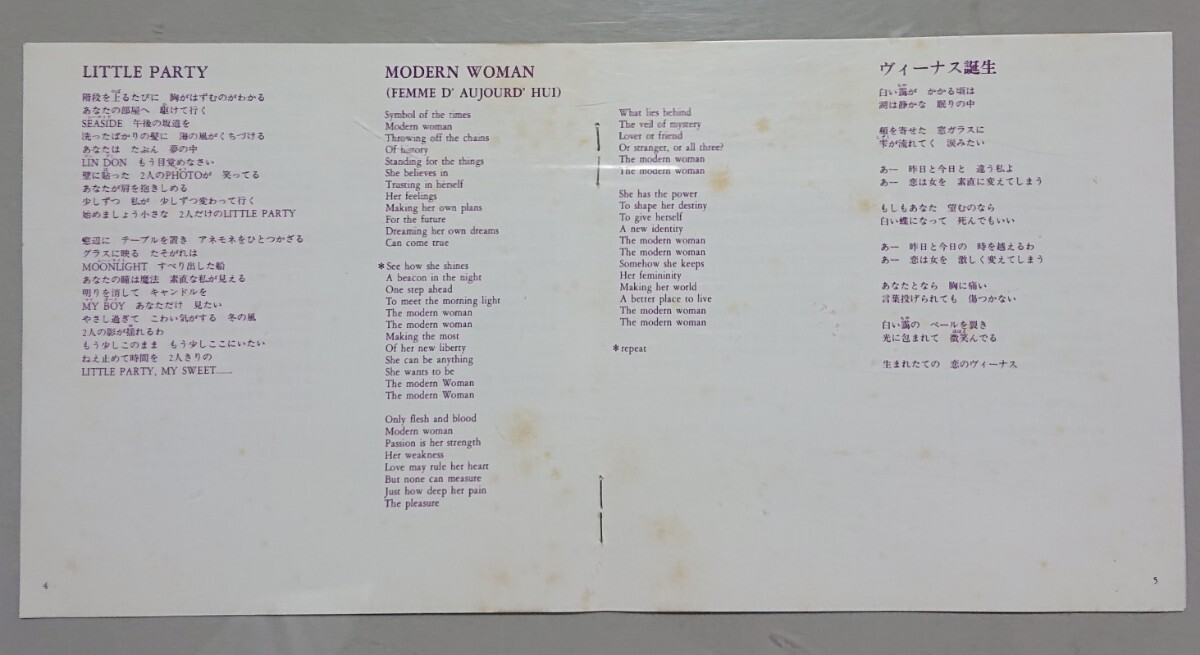 LITTLE PARTY
階段を上るたびに 胸がはずむのがわかる
あなたの部屋へ 駆けて行く
SEASIDE 午後の坂道を
洗ったばかりの髪に 海の風がくちづける
あなたは たぶん 夢の中
LIN DON もう目覚めなさい
壁に貼った 2人のPHOTOが 笑ってる
あなたが肩を抱きしめる
少しずつ 私が 少しずつ変わって行く
始めましょう小さな 2人だけのLITTLE PARTY
窓辺に テーブルを置き アネモネをひとつかざる
グラスに映る たそがれは
MOONLIGHT すべり出した船
あなたの瞳は魔法 素直な私が見える
明りを消して キャンドルを
MY BOY あなただけ 見たい
やさし過ぎて こわい気がする 冬の風
2人の影が揺れるわ
もう少しこのまま もう少しここにいたい
ねえ止めて時間を 2人きりの
LITTLE PARTY, MY SWEET……
4
MODERN WOMAN
(FEMME D' AUJOURD' HUI)
Symbol of the times
Modern woman
Throwing off the chains
Of history
Standing for the things
She believes in
Trusting in herself
Her feelings
Making her own plans
For the future
Dreaming her own dreams
Can come true
*See how she shines
A beacon in the night
One step ahead
To meet the morning light
The modern woman
The modern woman
Making the most
Of her new liberty
She can be anything
She wants to be
The modern Woman
The modern Woman
Only flesh and blood
Modern woman
Passion is her strength
Her weakness
Love may rule her heart
But none can measure
Just how deep her pain
The pleasure
What lies behind
The veil of mystery
Lover or friend
Or stranger, or all three?
The modern woman
The modern woman
She has the power
To shape her destiny
To give herself
A new identity
The modern woman
The modern woman
Somehow she keeps
Her femininity
Making her world
A better place to live
The modern woman
The modern woman
*repeat
ヴィーナス誕生
白い靄が かかる頃は
湖は静かな 眠りの中
頬を寄せた 窓ガラスに
雫が流れてく 涙みたい
あー 昨日と今日と 違う私よ
あー 恋は女を 素直に変えてしまう
もしもあなた 望むのなら
白い蝶になって 死んでもいい
あー 昨日と今日の 時を越えるわ
あー 恋は女を 激しく変えてしまう
あなたとなら 胸に痛い
言葉投げられても 傷つかない
白い靄の ベールを裂き
光に包まれて 微笑んでる
生まれたての 恋のヴィーナス
5